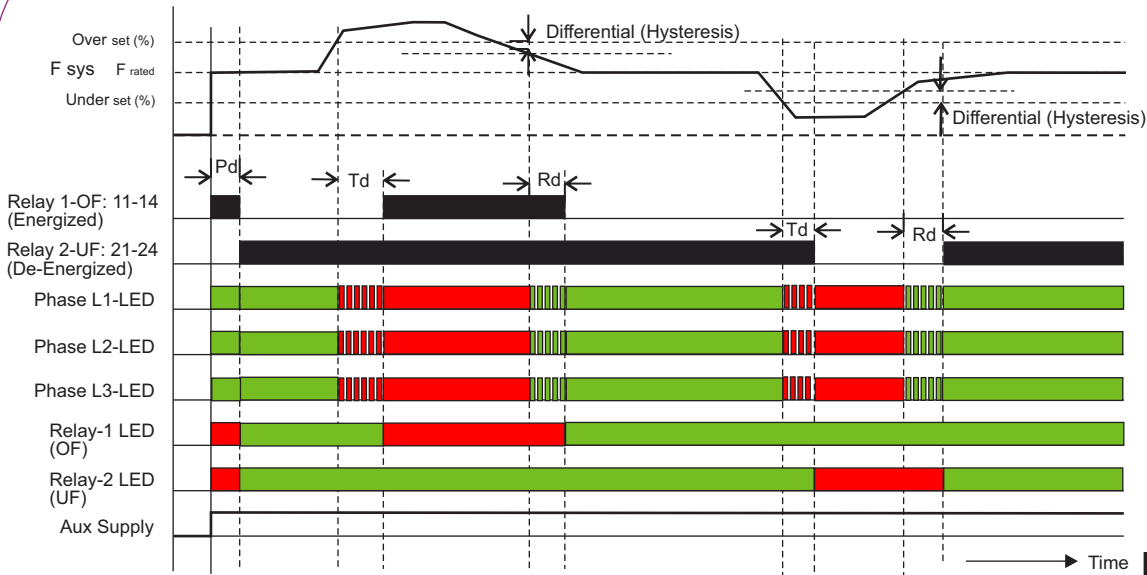 Over set (%)
Differential (Hysteresis)
F sys F rated
Under set (%)
Differential (Hysteresis)
Pd
Td
Rd
Relay 1-OF: 11-14
(Energized)
Td
Rd
Relay 2-UF: 21-24
(De-Energized)
Phase L1-LED
Phase L2-LED
Phase L3-LED
Relay-1 LED
(OF)
Relay-2 LED
(UF)
Aux Supply
Time